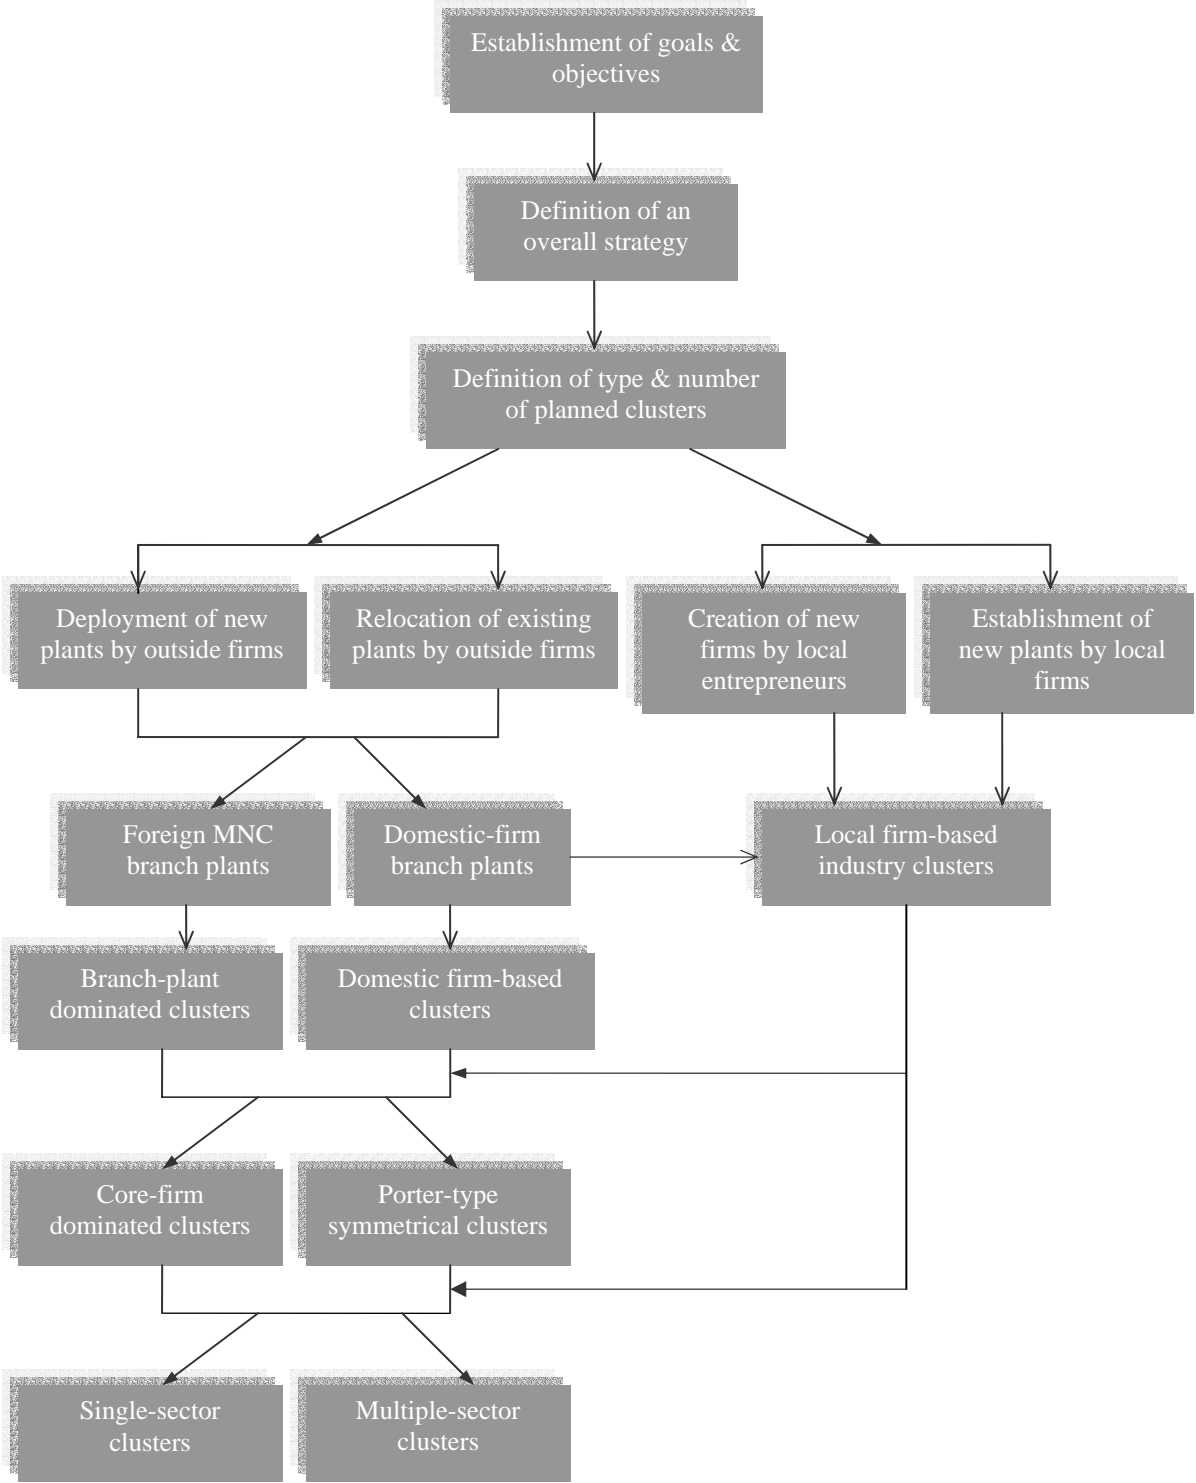 Establishment of goals &
objectives
Definition of an
overall strategy
Definition of type & number
of planned clusters
Deployment of new
plants by outside firms
Relocation of existing
plants by outside firms
Creation of new
firms by local
entrepreneurs
Establishment of
new plants by local
firms
Foreign MNC
branch plants
Domestic-firm
branch plants
Local firm-based
industry clusters
Branch-plant
dominated clusters
Domestic firm-based
clusters
Core-firm
dominated clusters
Porter-type
symmetrical clusters
Single-sector
clusters
Multiple-sector
clusters